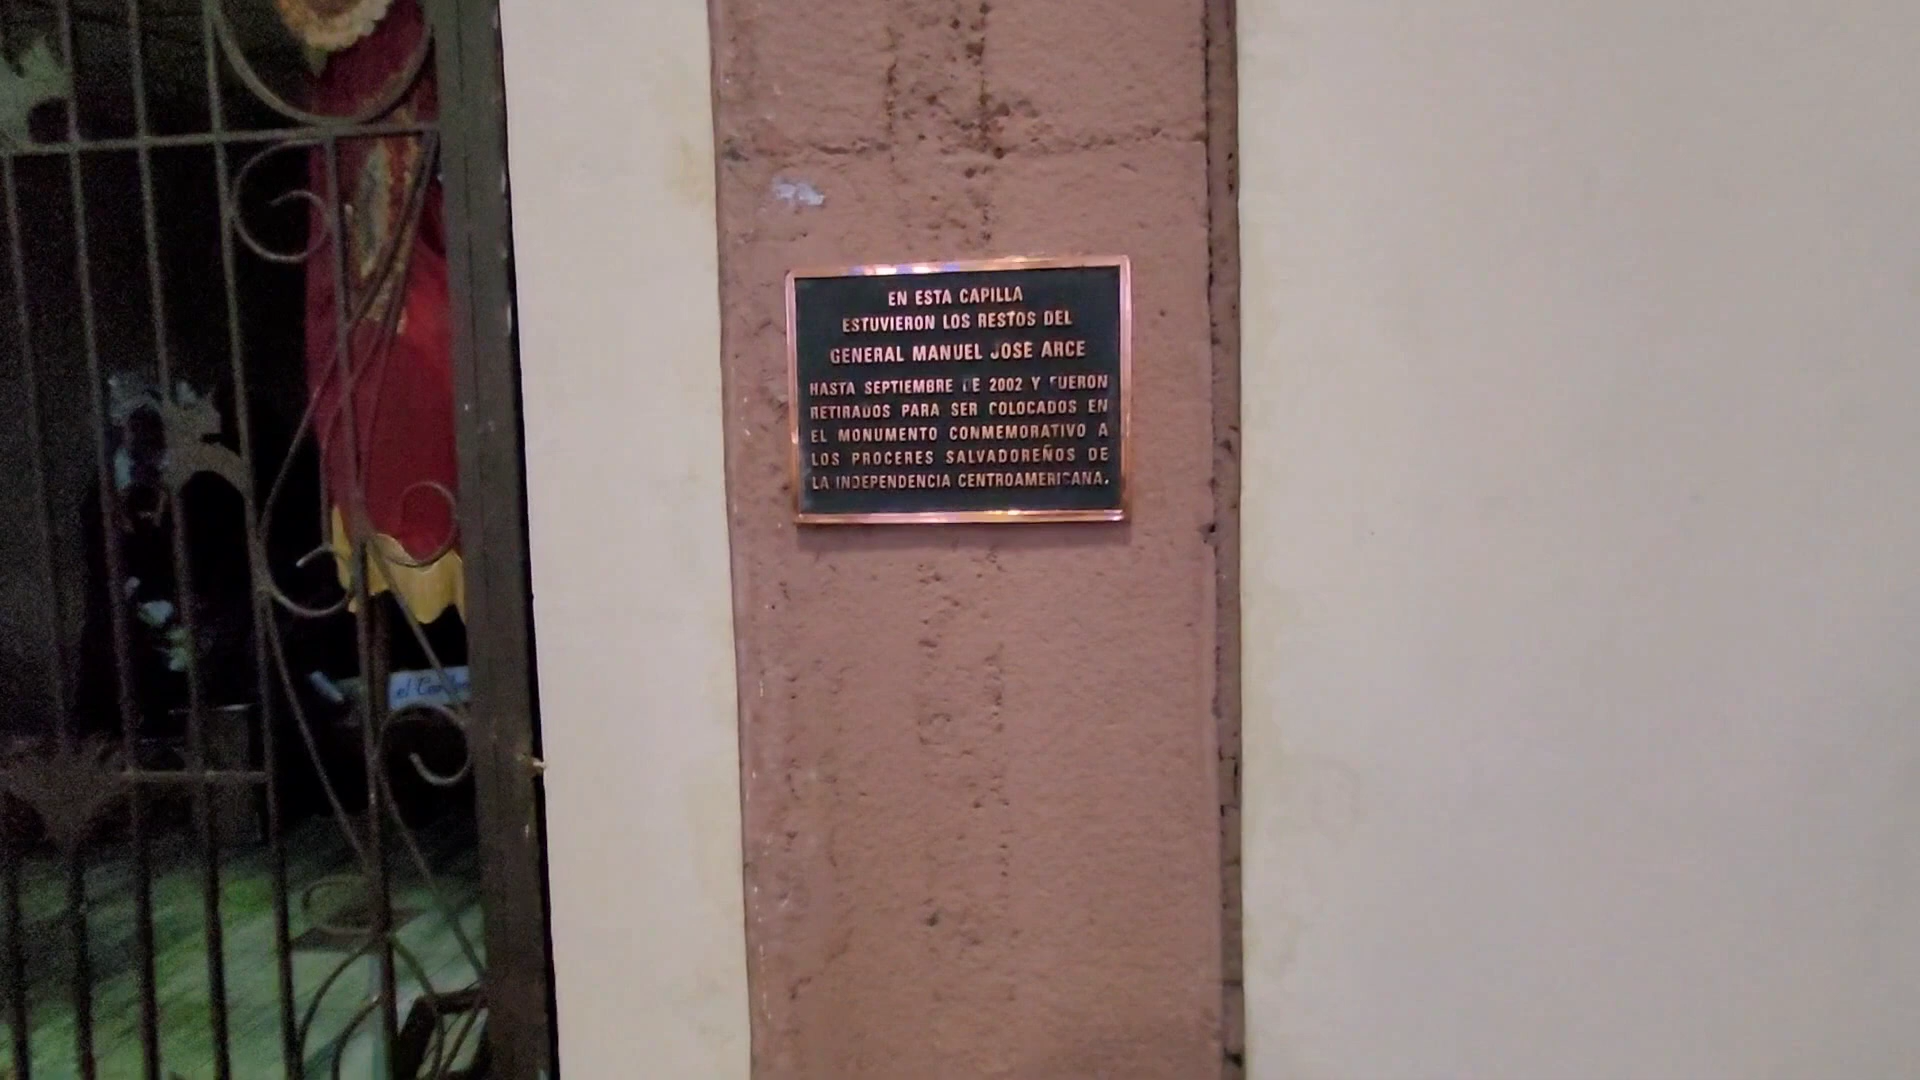 EN ESTA CAPILLA
ESTUVIERON LOS RESTOS DEL
GENERAL MANUEL JOSE ARCE
HASTA SEPTIEMBRE DE 2002 Y FUERON
RETIRADOS PARA SER COLOCADOS EN
EL MONUMENTO CONMEMORATIVO A
LOS PROCERES SALVADOREÑOS DE
LA INDEPENDENCIA CENTROAMERICANA.
el